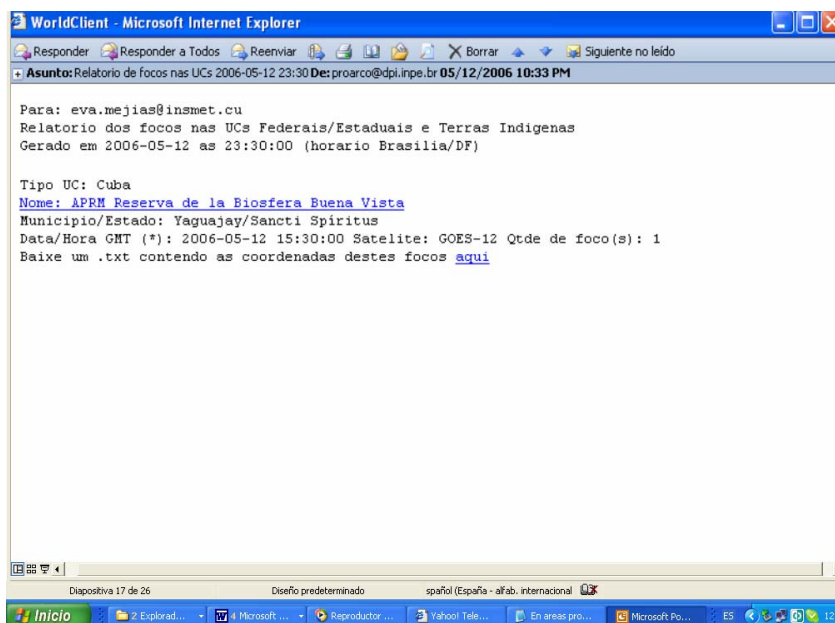 WorldClient - Microsoft Internet Explorer
Responder Responder a Todos Reenviar Borrar Siguiente no leído
Asunto: Relatorio de focos nas UCs 2006-05-12 23:30 De: proarco@dpi.inpe.br 05/12/2006 10:33 PM
Para: eva.mejias@insmet.cu
Relatorio dos focos nas UCs Federais/Estaduais e Terras Indigenas
Gerado em 2006-05-12 as 23:30:00 (horario Brasilia/DF)
Tipo UC: Cuba
Nome: APRM Reserva de la Biosfera Buena Vista
Municipio/Estado: Yaguajay/Sancti Spíritus
Data/Hora GMT (*): 2006-05-12 15:30:00 Satelite: GOES-12 Qtde de foco(s): 1
Baixe um .txt contendo as coordenadas destes focos aqui
Diapositiva 17 de 26 Diseño predeterminado spañol (España - alfab. internacional
Inicio 2 Explorad... 4 Microsoft ... Reproductor ... Yahoo! Tele... En areas pro... Microsoft Po... ES 12